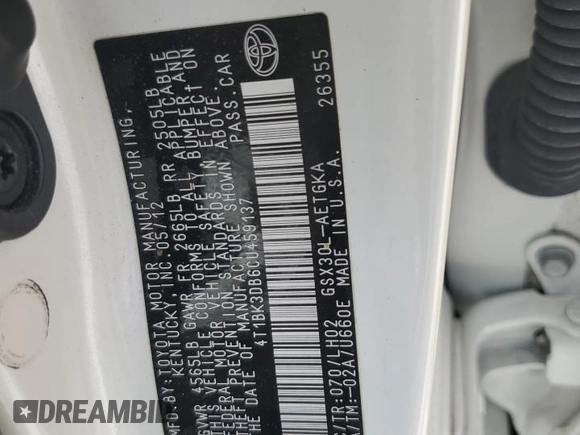 MFD. BY: TOYOTA MOTOR MANUFACTURING,
KENTUCKY, INC. 05/12
GVWR 4565LB GAWR FR 2665LB RR 2505LB
THIS VEHICLE CONFORMS TO ALL APPLICABLE
FEDERAL MOTOR VEHICLE SAFETY, BUMPER, AND
THEFT PREVENTION STANDARDS IN EFFECT ON
THE DATE OF MANUFACTURE SHOWN ABOVE.
4T1BK3DB6CU459137 PASS. CAR
C/TR: 070/LH02 GSX30L-AETGKA
A/TM: -02A/U660E MADE IN U.S.A.
26355
RideSafely